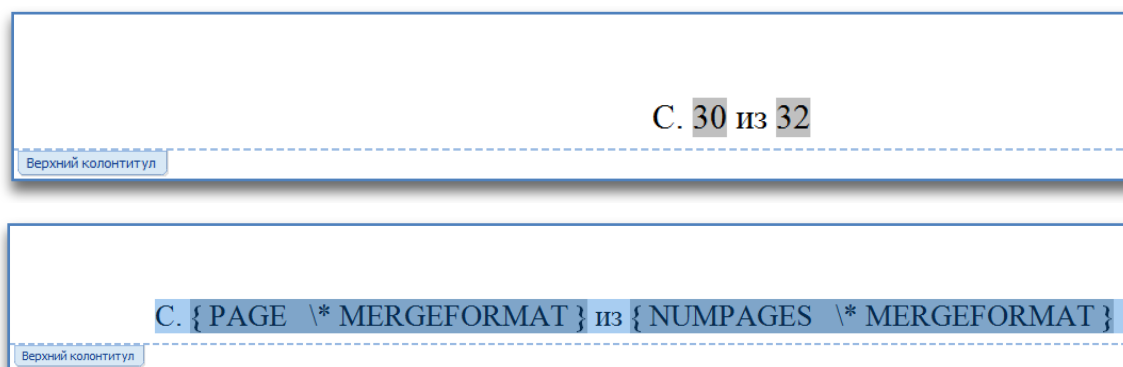 С. 30 из 32
Верхний колонтитул
С. { PAGE \* MERGEFORMAT } из { NUMPAGES \* MERGEFORMAT }
Верхний колонтитул